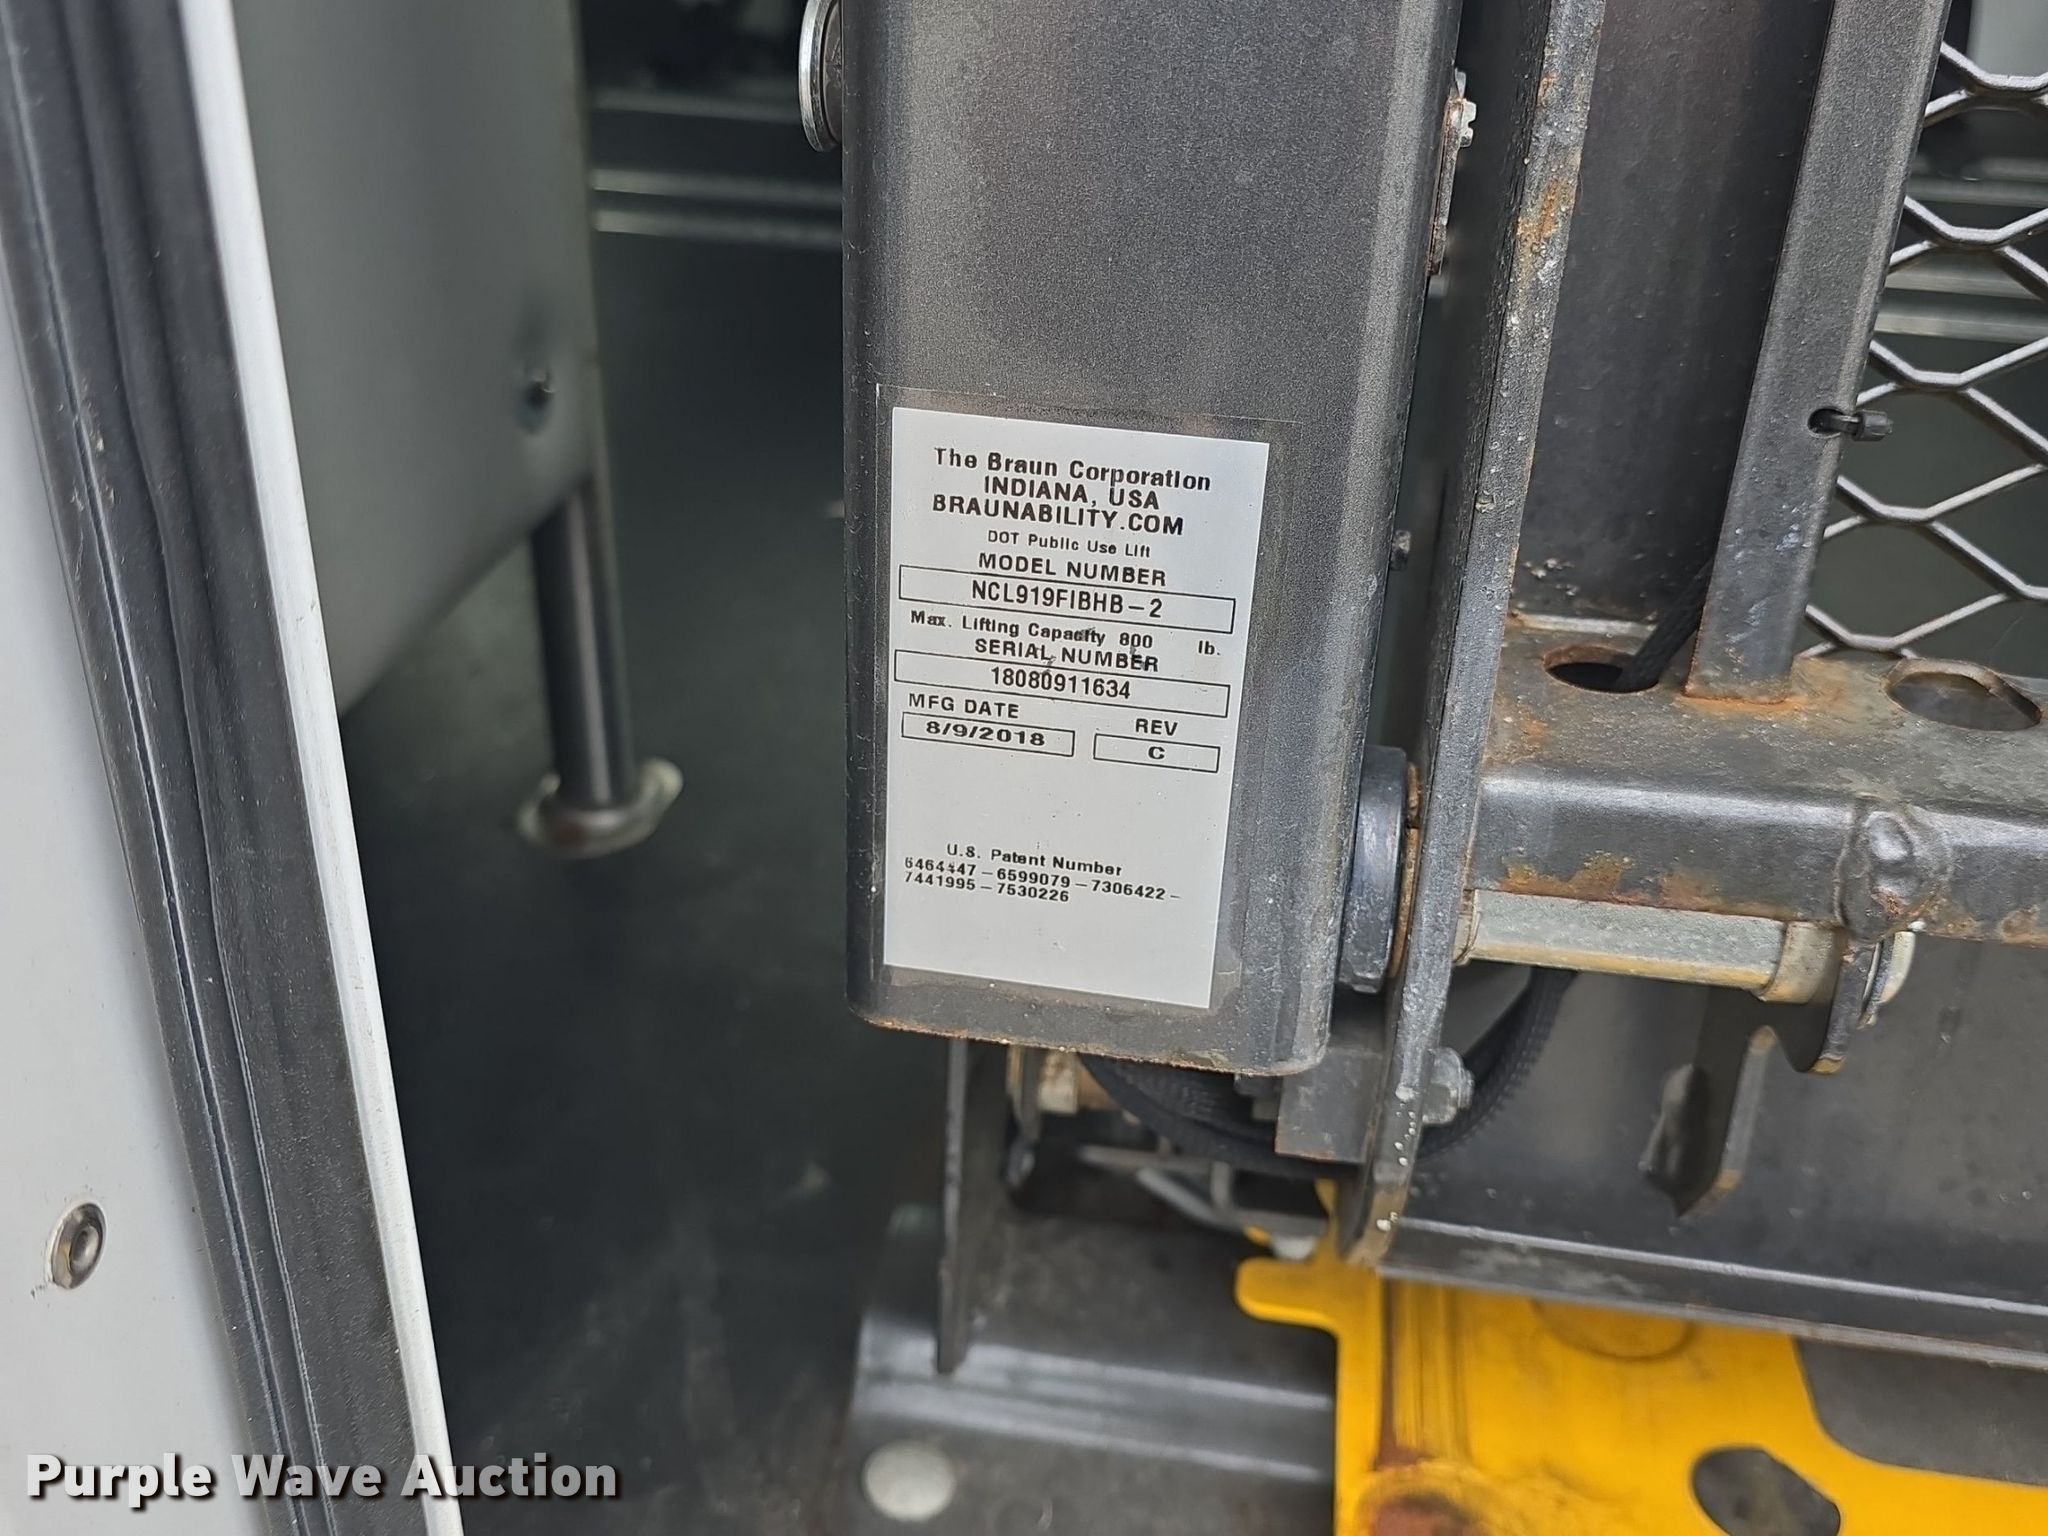 The Braun Corporation
INDIANA, USA
BRAUNABILITY.COM
DOT Public Use Lift
MODEL NUMBER
NCL919FIBHB-2
Max. Lifting Capacity 800 lb.
SERIAL NUMBER
18080911634
MFG DATE REV
8/9/2018 C
U.S. Patent Number
6464447-6599079-7306422-
7441995-7530226
Purple Wave Auction